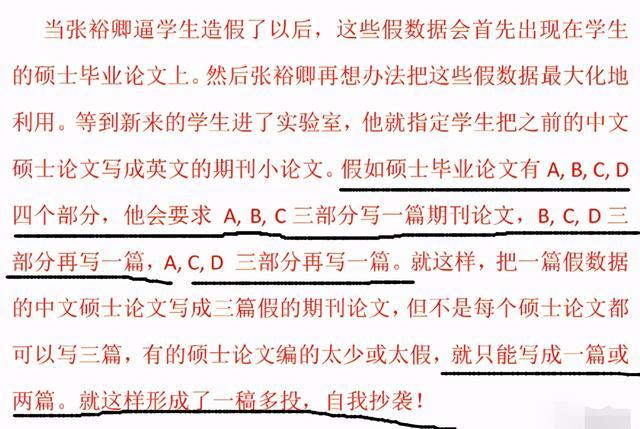 当张裕卿逼学生造假了以后，这些假数据会首先出现在学生
的硕士毕业论文上。然后张裕卿再想办法把这些假数据最大化地
利用。等到新来的学生进了实验室，他就指定学生把之前的中文
硕士论文写成英文的期刊小论文。假如硕士毕业论文有 A, B, C, D
四个部分，他会要求 A, B, C 三部分写一篇期刊论文，B, C, D 三
部分再写一篇，A, C, D 三部分再写一篇。就这样，把一篇假数据
的中文硕士论文写成三篇假的期刊论文，但不是每个硕士论文都
可以写三篇，有的硕士论文编的太少或太假，就只能写成一篇或
两篇。就这样形成了一稿多投，自我抄袭！